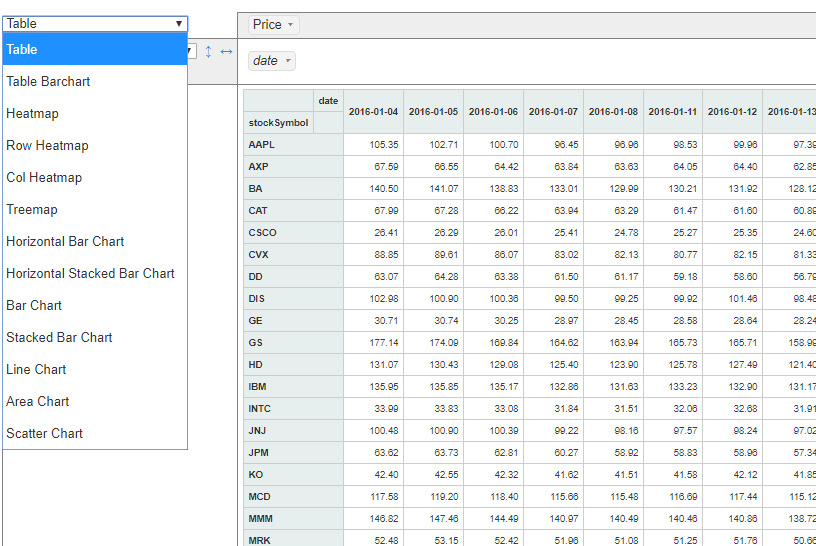 Table ▼
Price ▾
Table
▼ ↕ ↔
date ▾
Table Barchart
Heatmap
Row Heatmap
Col Heatmap
Treemap
Horizontal Bar Chart
Horizontal Stacked Bar Chart
Bar Chart
Stacked Bar Chart
Line Chart
Area Chart
Scatter Chart
date 2016-01-04 2016-01-05 2016-01-06 2016-01-07 2016-01-08 2016-01-11 2016-01-12 2016-01-13
stockSymbol
AAPL 105.35 102.71 100.70 96.45 96.96 98.53 99.96 97.39
AXP 67.59 66.55 64.42 63.84 63.63 64.05 64.40 62.85
BA 140.50 141.07 138.83 133.01 129.99 130.21 131.92 128.12
CAT 67.99 67.28 66.22 63.94 63.29 61.47 61.60 60.89
CSCO 26.41 26.29 26.01 25.41 24.78 25.27 25.35 24.60
CVX 88.85 89.61 86.07 83.02 82.13 80.77 82.15 81.33
DD 63.07 64.28 63.38 61.50 61.17 59.18 58.60 56.79
DIS 102.98 100.90 100.36 99.50 99.25 99.92 101.46 98.48
GE 30.71 30.74 30.25 28.97 28.45 28.58 28.64 28.24
GS 177.14 174.09 169.84 164.62 163.94 165.73 165.71 158.99
HD 131.07 130.43 129.08 125.40 123.90 125.78 127.49 121.40
IBM 135.95 135.85 135.17 132.86 131.63 133.23 132.90 131.17
INTC 33.99 33.83 33.08 31.84 31.51 32.06 32.68 31.91
JNJ 100.48 100.90 100.39 99.22 98.16 97.57 98.24 97.02
JPM 63.62 63.73 62.81 60.27 58.92 58.83 58.96 57.34
KO 42.40 42.55 42.32 41.62 41.51 41.58 42.12 41.85
MCD 117.58 119.20 118.40 115.66 115.48 116.69 117.44 115.12
MMM 146.82 147.46 144.49 140.97 140.49 140.46 140.86 138.72
MRK 52.48 53.15 52.42 51.96 51.08 51.25 51.76 50.66